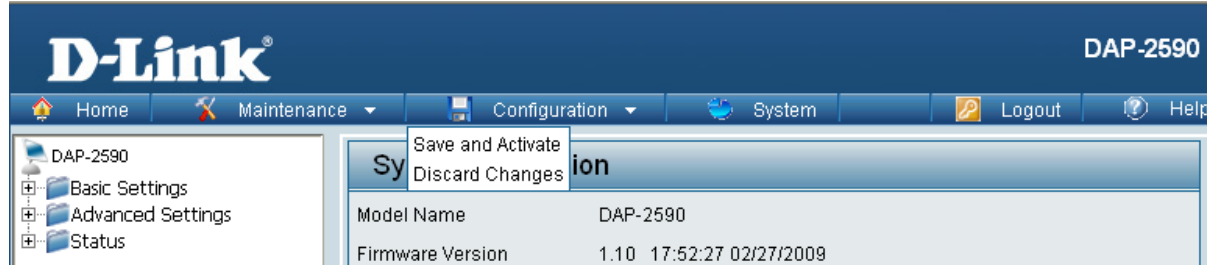 D-Link®
DAP-2590
Home Maintenance Configuration System Logout Help
Save and Activate
Discard Changes
DAP-2590
Basic Settings
Advanced Settings
Status
Sy ion
Model Name DAP-2590
Firmware Version 1.10 17:52:27 02/27/2009